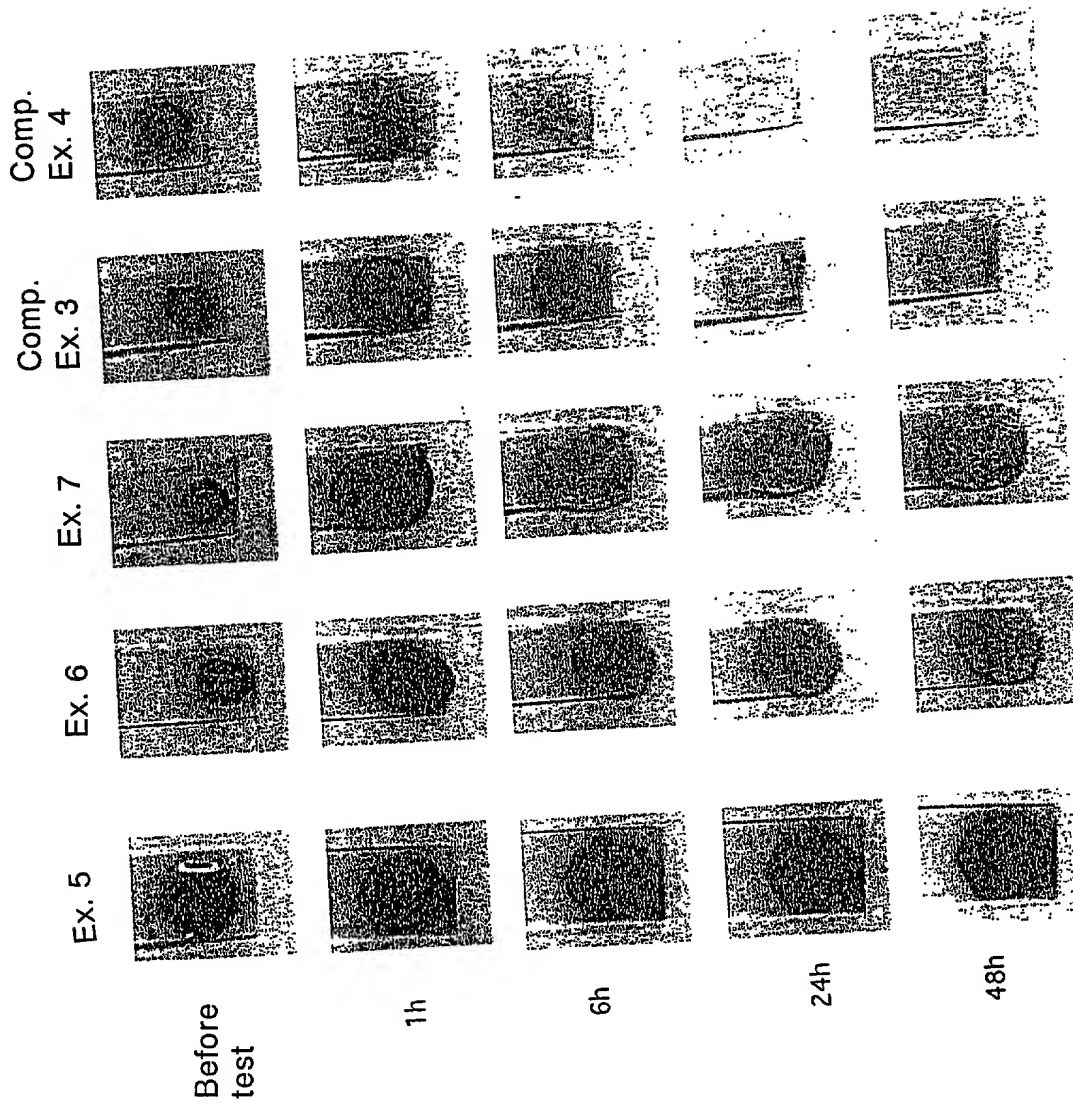 Ex. 5
Ex. 6
Ex. 7
Comp.
Ex. 3
Comp.
Ex. 4
Before
test
1h
6h
24h
48h